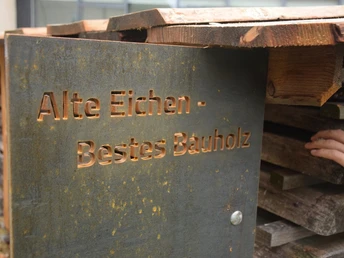 Alte Eichen -
Bestes Bauholz